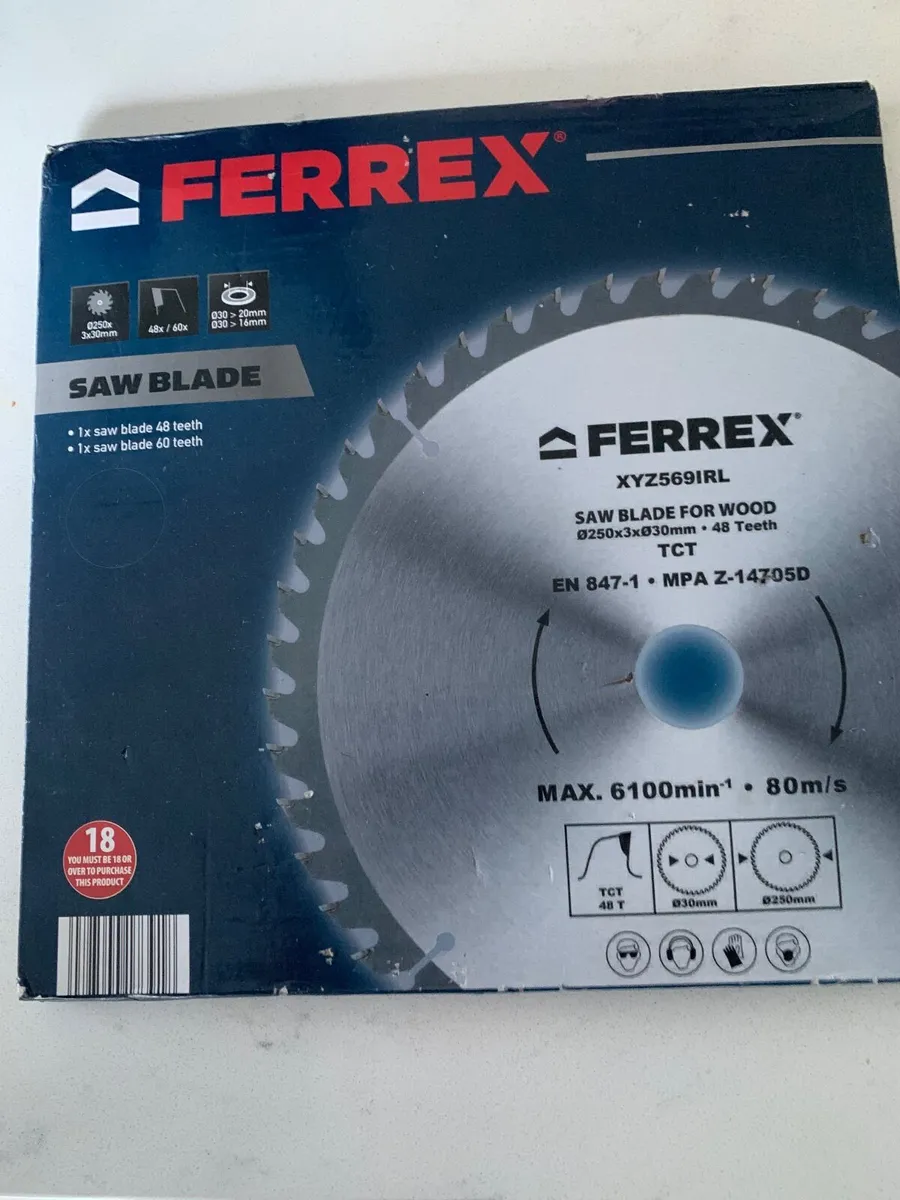 FERREX®
Ø250x
3x30mm
48x / 60x
Ø30 > 20mm
Ø30 > 16mm
SAW BLADE
• 1x saw blade 48 teeth
• 1x saw blade 60 teeth
FERREX®
XYZ569IRL
SAW BLADE FOR WOOD
Ø250x3xØ30mm • 48 Teeth
TCT
EN 847-1 • MPA Z-14705D
MAX. 6100min⁻¹ • 80m/s
TCT
48 T
Ø30mm
Ø250mm
18
YOU MUST BE 18 OR
OVER TO PURCHASE
THIS PRODUCT